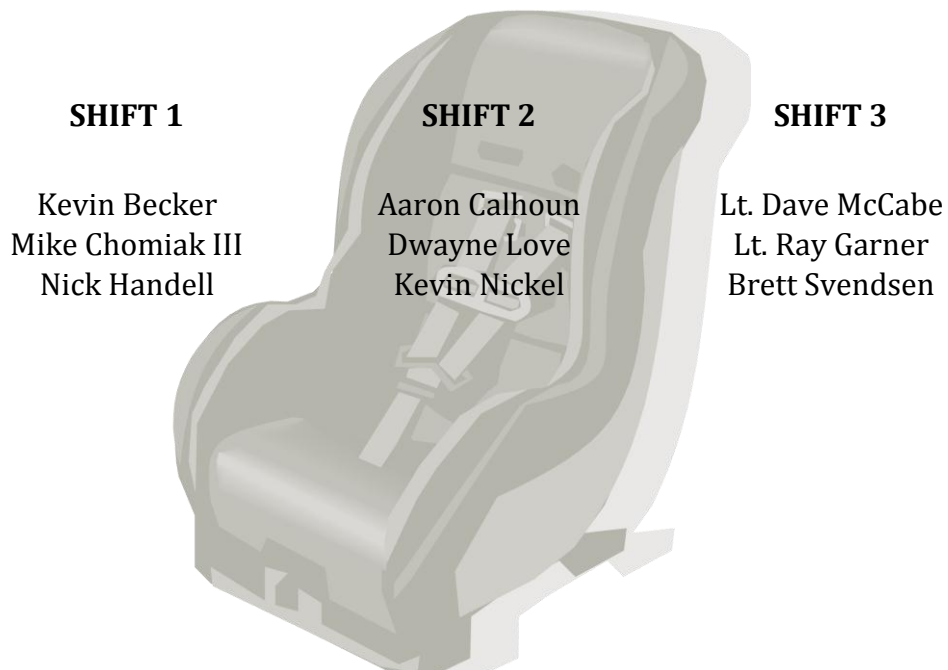 SHIFT 1
Kevin Becker
Mike Chomiak III
Nick Handell
SHIFT 2
Aaron Calhoun
Dwayne Love
Kevin Nickel
SHIFT 3
Lt. Dave McCabe
Lt. Ray Garner
Brett Svendsen